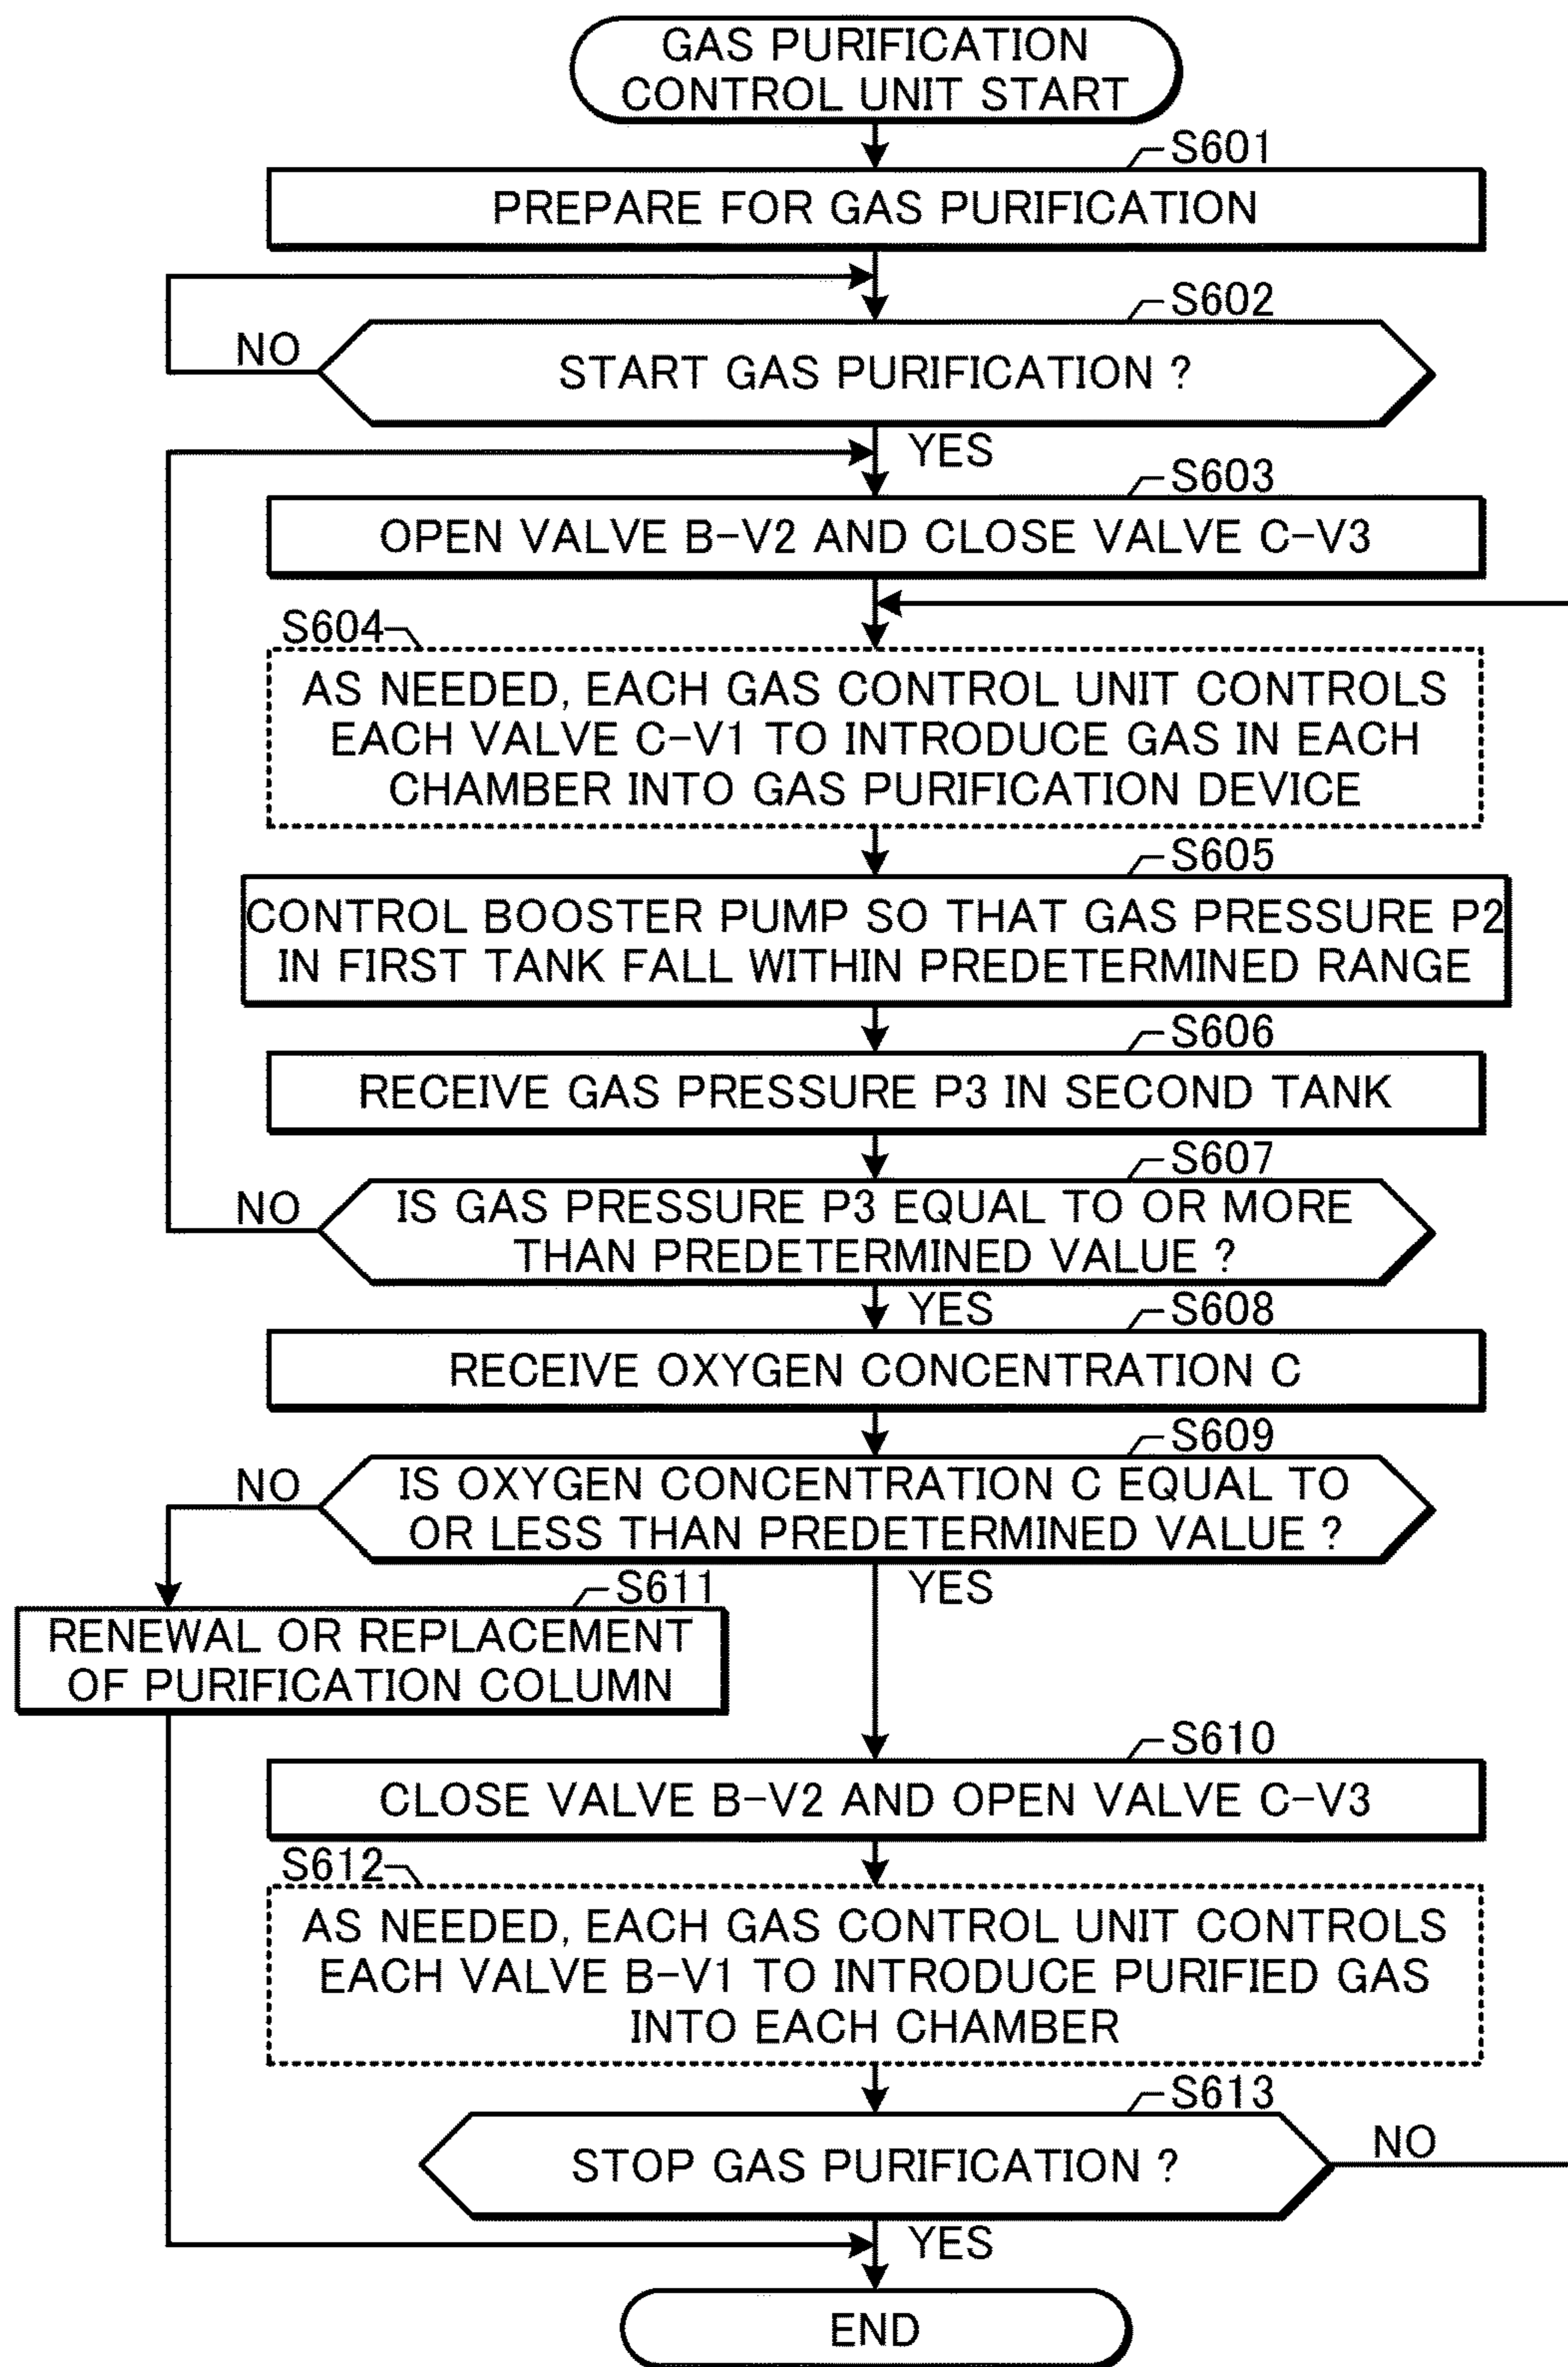 GAS PURIFICATION
CONTROL UNIT START
S601
PREPARE FOR GAS PURIFICATION
S602
NO
START GAS PURIFICATION ?
YES
S603
OPEN VALVE B-V2 AND CLOSE VALVE C-V3
S604
AS NEEDED, EACH GAS CONTROL UNIT CONTROLS
EACH VALVE C-V1 TO INTRODUCE GAS IN EACH
CHAMBER INTO GAS PURIFICATION DEVICE
S605
CONTROL BOOSTER PUMP SO THAT GAS PRESSURE P2
IN FIRST TANK FALL WITHIN PREDETERMINED RANGE
S606
RECEIVE GAS PRESSURE P3 IN SECOND TANK
S607
NO
IS GAS PRESSURE P3 EQUAL TO OR MORE
THAN PREDETERMINED VALUE ?
YES
S608
RECEIVE OXYGEN CONCENTRATION C
S609
NO
IS OXYGEN CONCENTRATION C EQUAL TO
OR LESS THAN PREDETERMINED VALUE ?
YES
S611
RENEWAL OR REPLACEMENT
OF PURIFICATION COLUMN
S610
CLOSE VALVE B-V2 AND OPEN VALVE C-V3
S612
AS NEEDED, EACH GAS CONTROL UNIT CONTROLS
EACH VALVE B-V1 TO INTRODUCE PURIFIED GAS
INTO EACH CHAMBER
S613
STOP GAS PURIFICATION ?
NO
YES
END